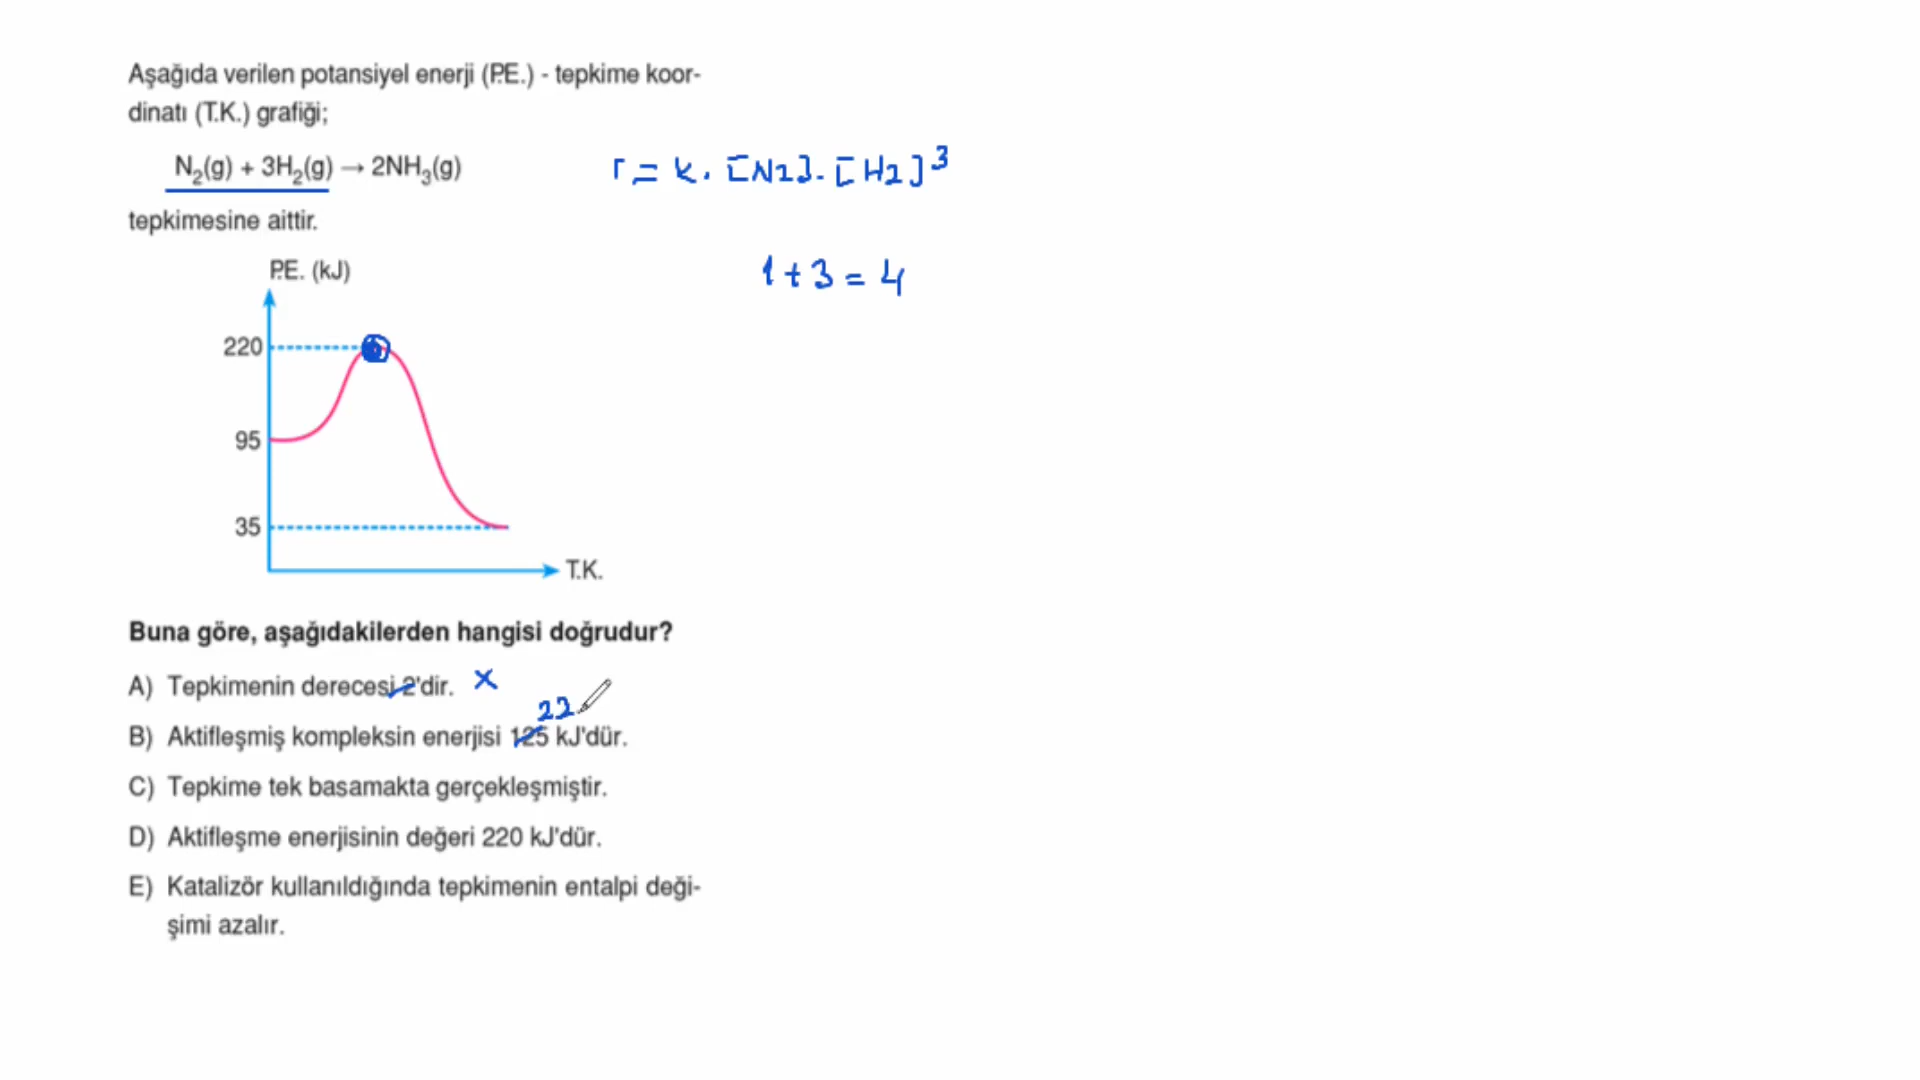 Aşağıda verilen potansiyel enerji (P.E.) - tepkime koor-
dinatı (T.K.) grafiği;
N₂(g) + 3H₂(g) → 2NH₃(g)
r = k . [N2] . [H2]³
tepkimesine aittir.
1 + 3 = 4
P.E. (kJ)
220
95
35
T.K.
Buna göre, aşağıdakilerden hangisi doğrudur?
A) Tepkimenin derecesi 2'dir. x
22
B) Aktifleşmiş kompleksin enerjisi 125 kJ'dür.
C) Tepkime tek basamakta gerçekleşmiştir.
D) Aktifleşme enerjisinin değeri 220 kJ'dür.
E) Katalizör kullanıldığında tepkimenin entalpi deği-
şimi azalır.